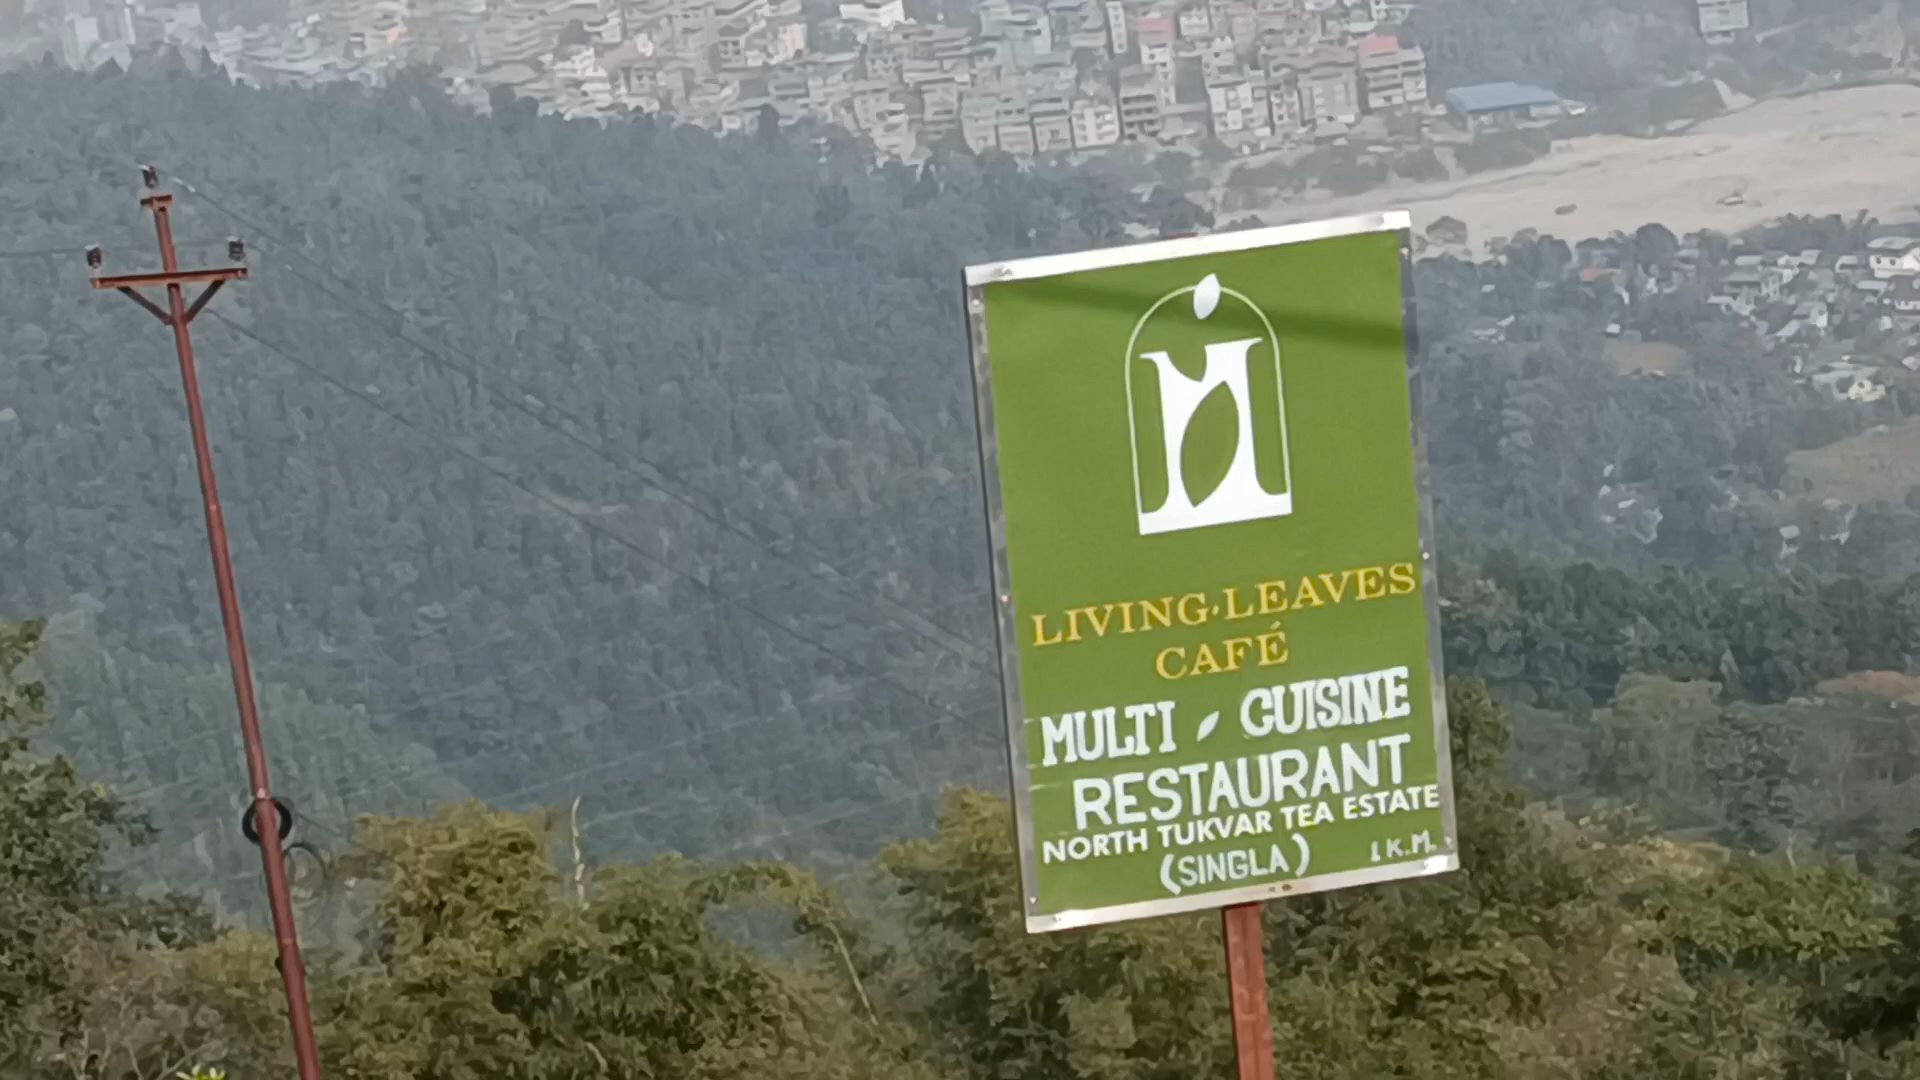 LIVING·LEAVES
CAFÉ
MULTI CUISINE
RESTAURANT
NORTH TUKVAR TEA ESTATE
(SINGLA) 1 K.M.